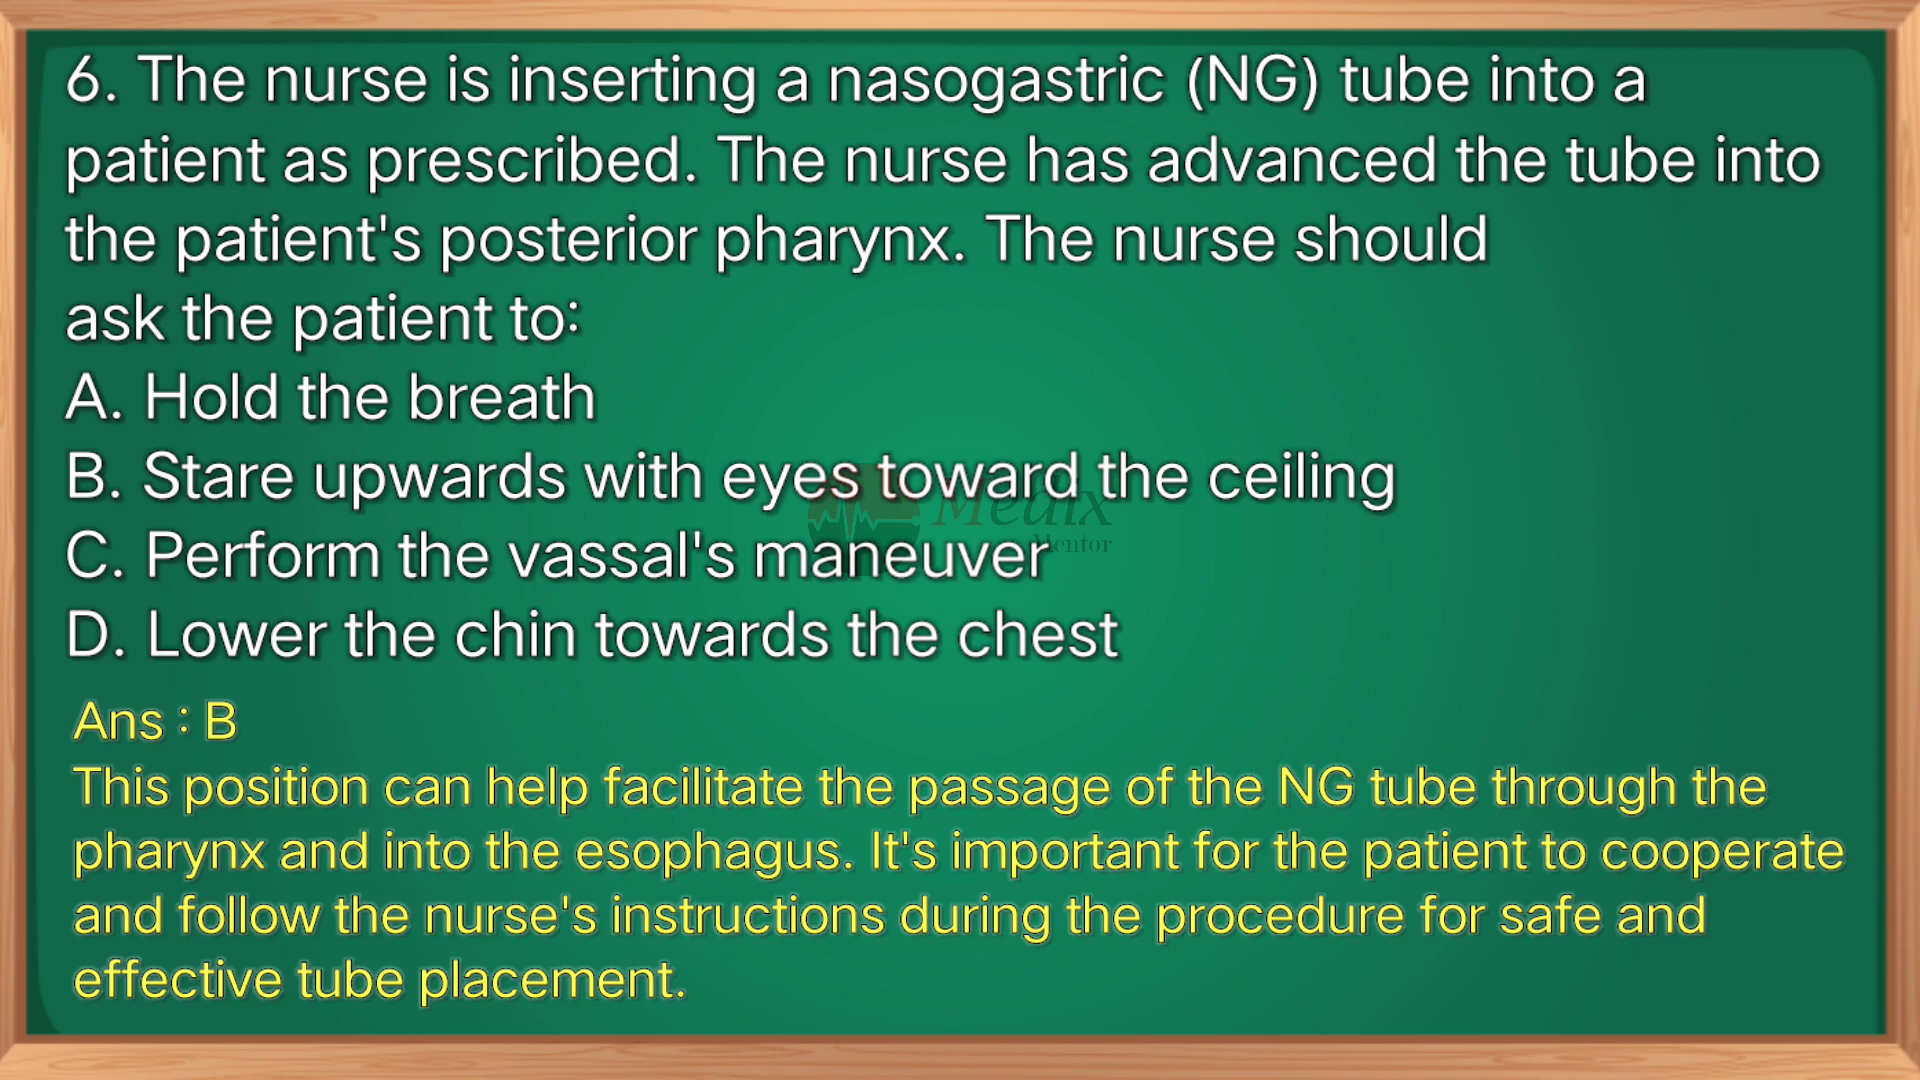 6. The nurse is inserting a nasogastric (NG) tube into a
patient as prescribed. The nurse has advanced the tube into
the patient's posterior pharynx. The nurse should
ask the patient to:
A. Hold the breath
B. Stare upwards with eyes toward the ceiling
Medix
C. Perform the vassal's maneuver
Mentor
D. Lower the chin towards the chest
Ans : B
This position can help facilitate the passage of the NG tube through the
pharynx and into the esophagus. It's important for the patient to cooperate
and follow the nurse's instructions during the procedure for safe and
effective tube placement.